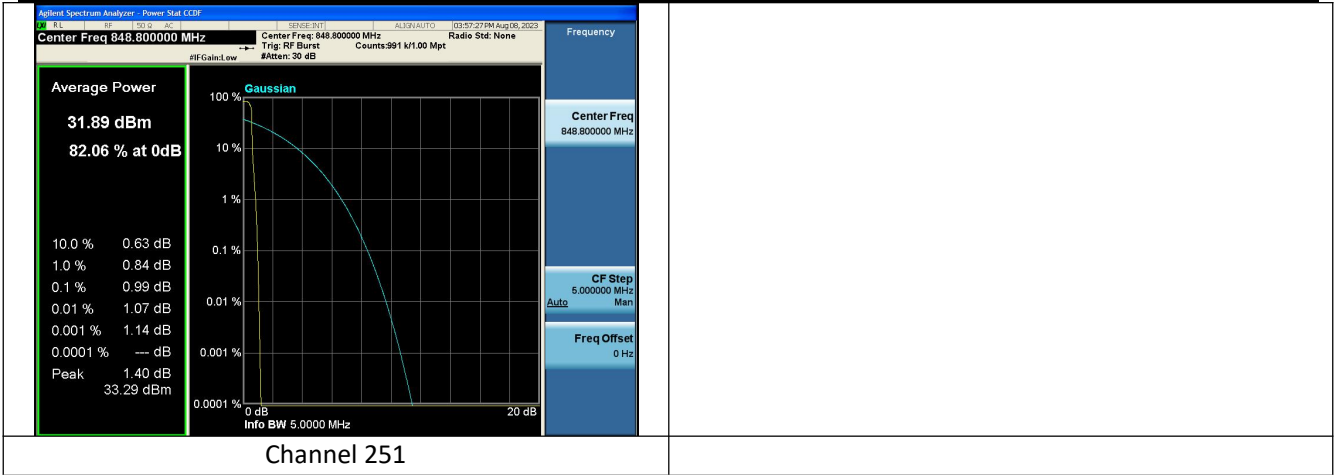 Agilent Spectrum Analyzer - Power Stat CCDF
RL RF 50 Ω AC SENSE:INT ALIGN AUTO 03:57:27 PM Aug 08, 2023
Center Freq 848.800000 MHz
Center Freq: 848.800000 MHz Radio Std: None
Trig: RF Burst Counts:991 k/1.00 Mpt
#IFGain:Low #Atten: 30 dB
Average Power
31.89 dBm
82.06 % at 0dB
10.0 % 0.63 dB
1.0 % 0.84 dB
0.1 % 0.99 dB
0.01 % 1.07 dB
0.001 % 1.14 dB
0.0001 % --- dB
Peak 1.40 dB
33.29 dBm
Gaussian
100 %
10 %
1 %
0.1 %
0.01 %
0.001 %
0.0001 %
0 dB 20 dB
Info BW 5.0000 MHz
Frequency
Center Freq
848.800000 MHz
CF Step
5.000000 MHz
Auto Man
Freq Offset
0 Hz
Channel 251